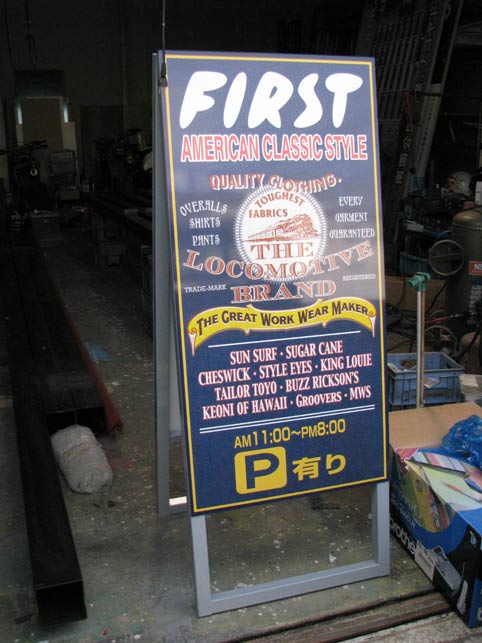 FIRST
AMERICAN CLASSIC STYLE
QUALITY CLOTHING.
TOUGHEST
FABRICS
OVERALLS
SHIRTS
PANTS
EVERY
GARMENT
GUARANTEED
THE
LOCOMOTIVE
TRADE-MARK
BRAND
REGISTERED
THE GREAT WORK WEAR MAKER
SUN SURF · SUGAR CANE
CHESWICK · STYLE EYES · KING LOUIE
TAILOR TOYO · BUZZ RICKSON'S
KEONI OF HAWAII · GROOVERS · MWS
AM11:00~PM8:00
P有り
brother